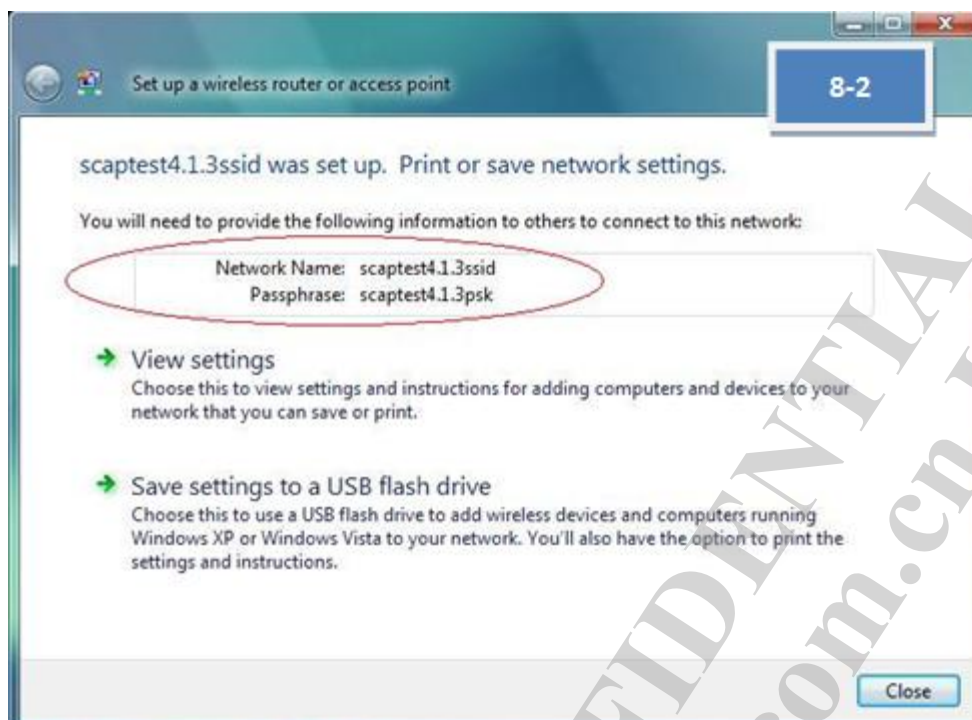 Set up a wireless router or access point
8-2
scaptest4.1.3ssid was set up. Print or save network settings.
You will need to provide the following information to others to connect to this network:
Network Name: scaptest4.1.3ssid
Passphrase: scaptest4.1.3psk
View settings
Choose this to view settings and instructions for adding computers and devices to your
network that you can save or print.
Save settings to a USB flash drive
Choose this to use a USB flash drive to add wireless devices and computers running
Windows XP or Windows Vista to your network. You'll also have the option to print the
settings and instructions.
Close